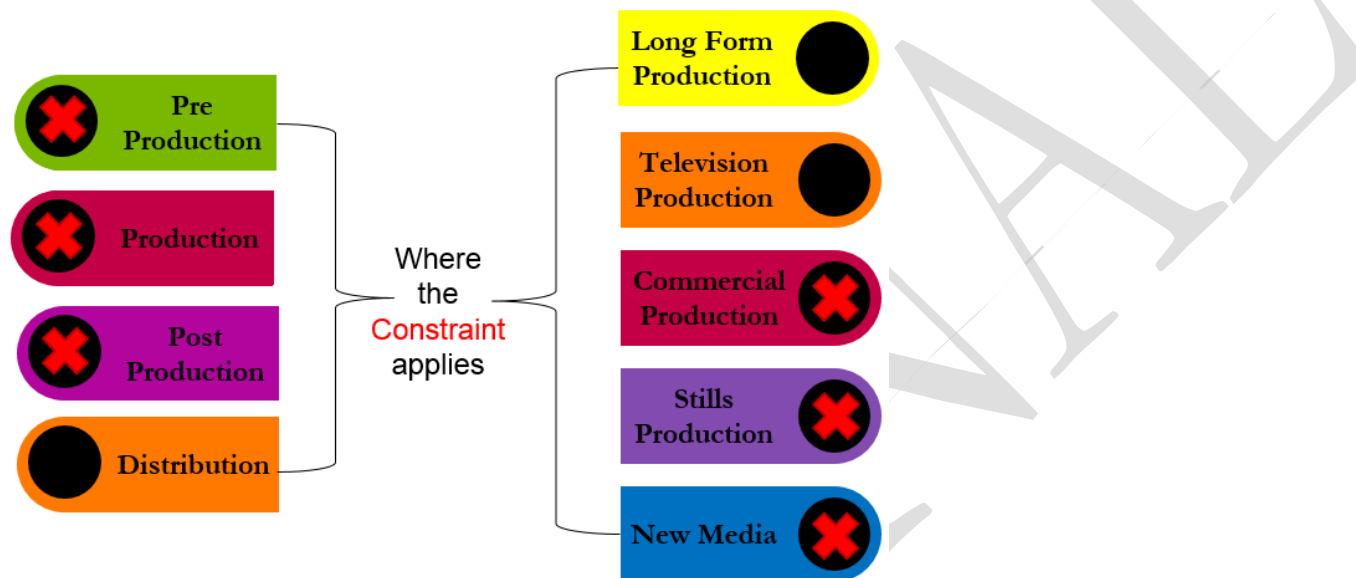 Pre
Production
Production
Post
Production
Distribution
Where
the
Constraint
applies
Long Form
Production
Television
Production
Commercial
Production
Stills
Production
New Media